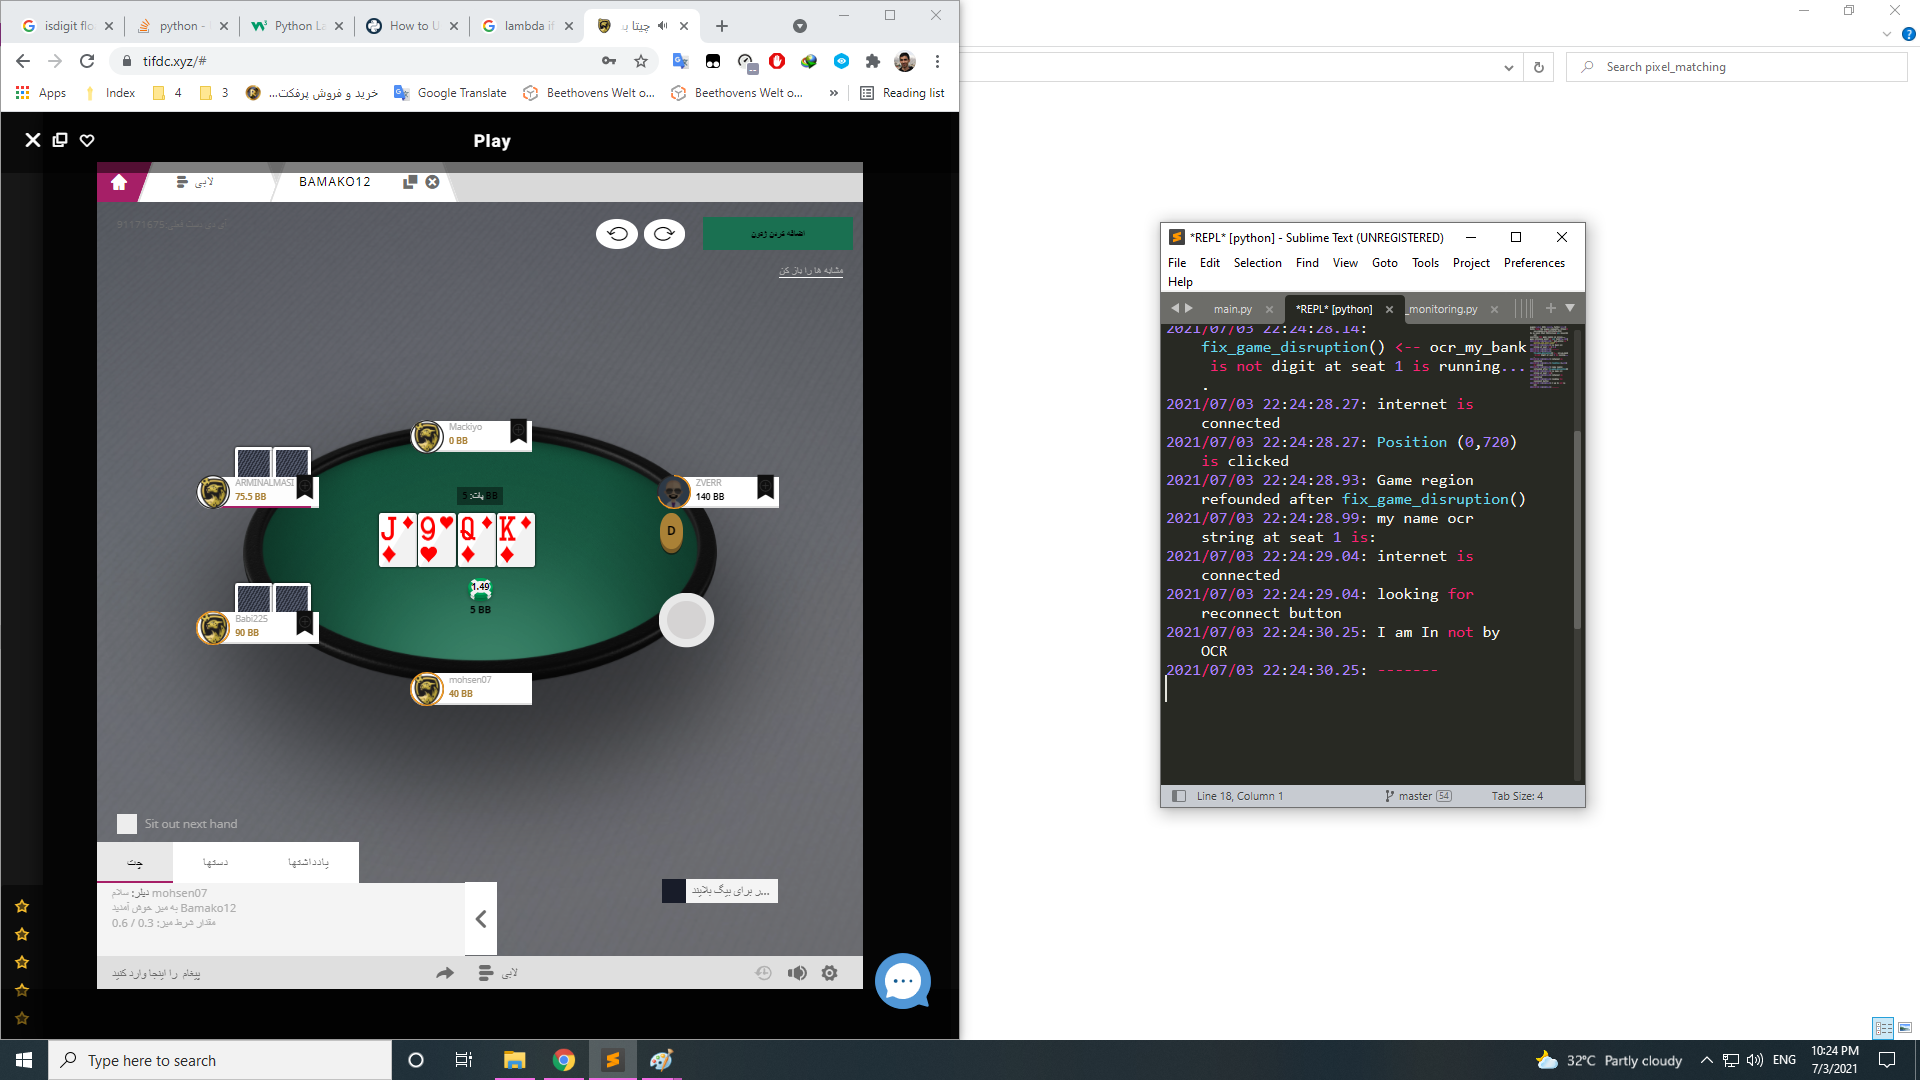 isdigit flo
python -
Python La
How to U
lambda if
چیتا بد
tifdc.xyz/#
Apps
Index
4
3
خرید و فروش پرفکت...
Google Translate
Beethovens Welt o...
Beethovens Welt o...
»
Reading list
Search pixel_matching
Play
لابی
BAMAKO12
اضافه کردن ژتون
مشابه ها را باز کن
Mackiyo
0 BB
ARMINALMASI
75.5 BB
ZVERR
140 BB
پات: 5 BB
J 9 Q K
D
1.49
5 BB
Babi225
90 BB
mohsen07
40 BB
Sit out next hand
چت
دستها
یادداشتها
دیلر: سلام mohsen07
به میز خوش آمدید Bamako12
مقدار شرط میز: 0.3 / 0.6
پیغام را اینجا وارد کنید
لابی
...ر برای بیگ بلایند
*REPL* [python] - Sublime Text (UNREGISTERED)
File Edit Selection Find View Goto Tools Project Preferences
Help
main.py
*REPL* [python]
_monitoring.py
2021/07/03 22:24:28.14:
fix_game_disruption() <-- ocr_my_bank
is not digit at seat 1 is running...
.
2021/07/03 22:24:28.27: internet is
connected
2021/07/03 22:24:28.27: Position (0,720)
is clicked
2021/07/03 22:24:28.93: Game region
refounded after fix_game_disruption()
2021/07/03 22:24:28.99: my name ocr
string at seat 1 is:
2021/07/03 22:24:29.04: internet is
connected
2021/07/03 22:24:29.04: looking for
reconnect button
2021/07/03 22:24:30.25: I am In not by
OCR
2021/07/03 22:24:30.25: -------
Line 18, Column 1
master 54
Tab Size: 4
Type here to search
32°C Partly cloudy
ENG
10:24 PM
7/3/2021